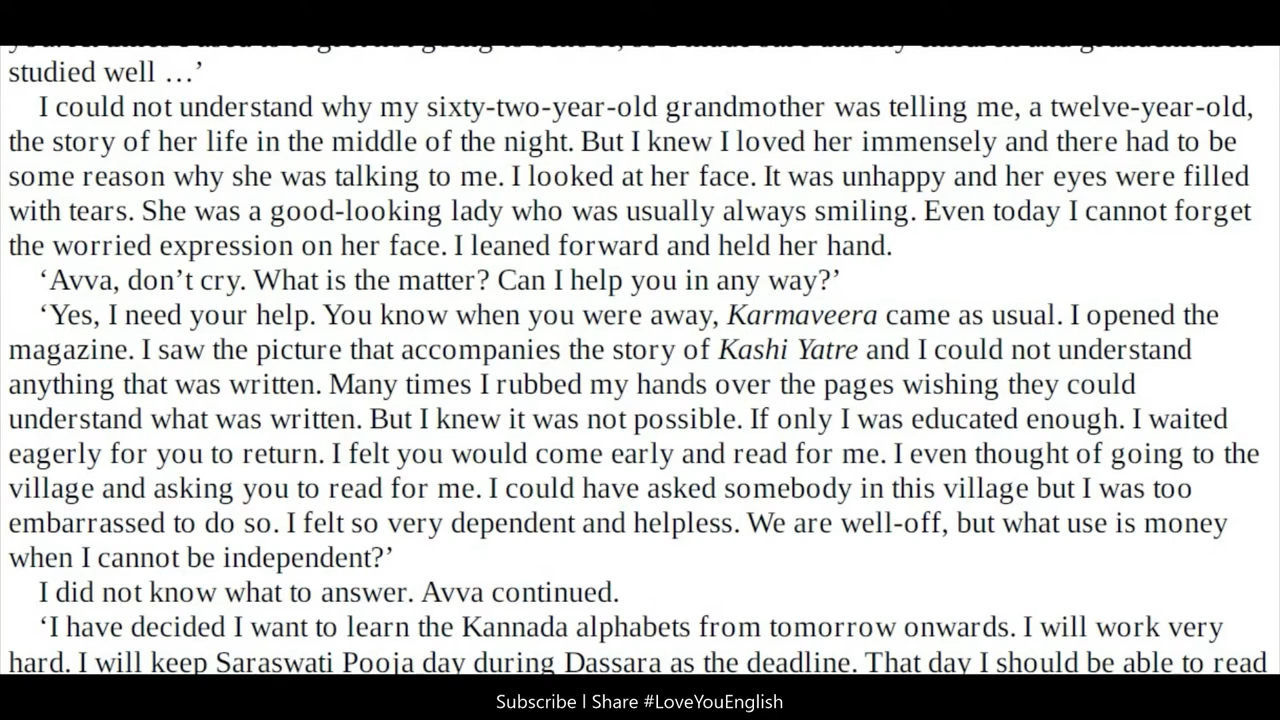 studied well …’
I could not understand why my sixty-two-year-old grandmother was telling me, a twelve-year-old,
the story of her life in the middle of the night. But I knew I loved her immensely and there had to be
some reason why she was talking to me. I looked at her face. It was unhappy and her eyes were filled
with tears. She was a good-looking lady who was usually always smiling. Even today I cannot forget
the worried expression on her face. I leaned forward and held her hand.
‘Avva, don’t cry. What is the matter? Can I help you in any way?’
‘Yes, I need your help. You know when you were away, Karmaveera came as usual. I opened the
magazine. I saw the picture that accompanies the story of Kashi Yatre and I could not understand
anything that was written. Many times I rubbed my hands over the pages wishing they could
understand what was written. But I knew it was not possible. If only I was educated enough. I waited
eagerly for you to return. I felt you would come early and read for me. I even thought of going to the
village and asking you to read for me. I could have asked somebody in this village but I was too
embarrassed to do so. I felt so very dependent and helpless. We are well-off, but what use is money
when I cannot be independent?’
I did not know what to answer. Avva continued.
‘I have decided I want to learn the Kannada alphabets from tomorrow onwards. I will work very
hard. I will keep Saraswati Pooja day during Dassara as the deadline. That day I should be able to read
Subscribe | Share #LoveYouEnglish